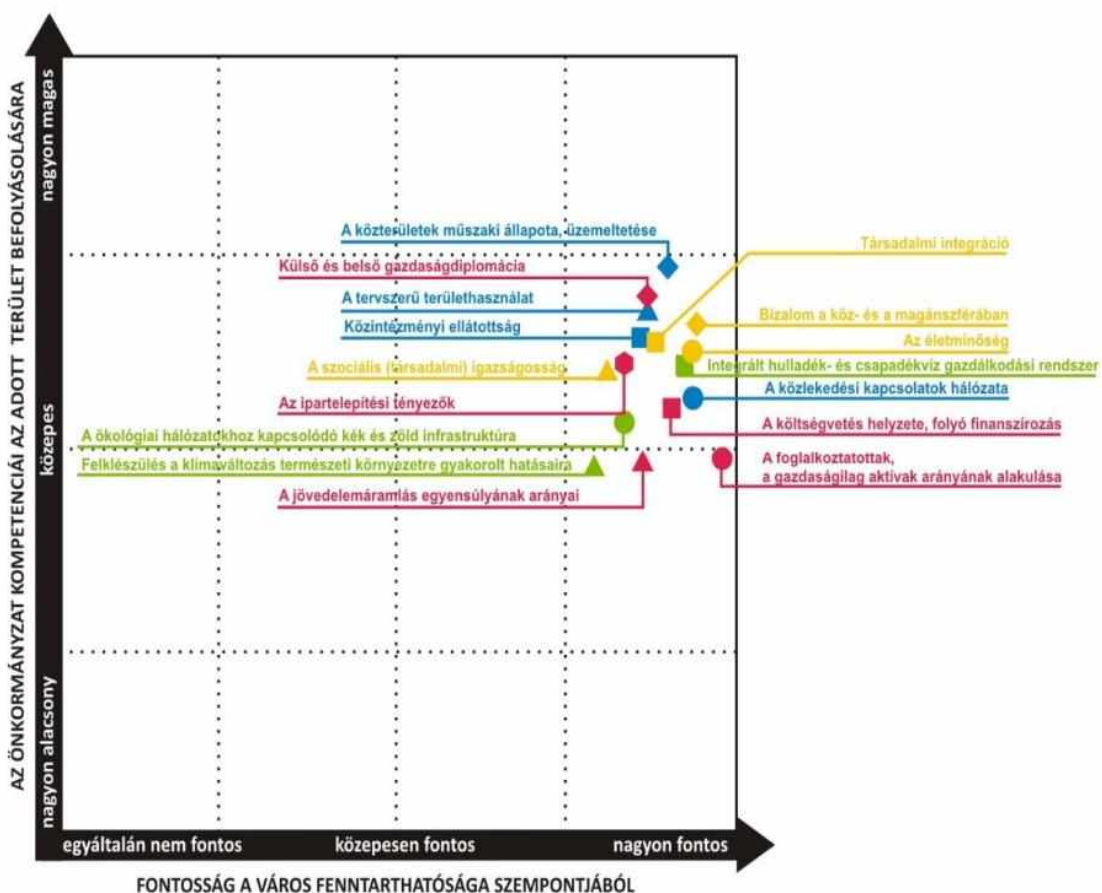 AZ ÖNKORMÁNYZAT KOMPETENCIÁI AZ ADOTT TERÜLET BEFOLYÁSOLÁSÁRA
nagyon magas
közepes
nagyon alacsony
A közterületek műszaki állapota, üzemeltetése
Társadalmi integráció
Külső és belső gazdaságdiplomácia
A tervszerű területhasználat
Bizalom a köz- és a magánszférában
Közintézményi ellátottság
Az életminőség
A szociális (társadalmi) igazságosság
Integrált hulladék- és csapadékvíz gazdálkodási rendszer
A közlekedési kapcsolatok hálózata
Az ipartelepítési tényezők
A költségvetés helyzete, folyó finanszírozás
A ökológiai hálózatokhoz kapcsolódó kék és zöld infrastruktúra
Felkészülés a klímaváltozás természeti környezetre gyakorolt hatásaira
A foglalkoztatottak,
a gazdaságilag aktívak arányának alakulása
A jövedelemáramlás egyensúlyának arányai
egyáltalán nem fontos
közepesen fontos
nagyon fontos
FONTOSSÁG A VÁROS FENNTARTHATÓSÁGA SZEMPONTJÁBÓL